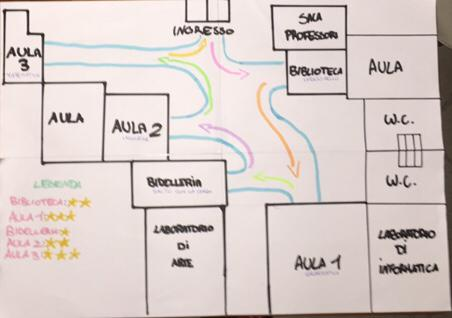 INGRESSO
SALA
PROFESSORI
AULA
3
BIBLIOTECA
AULA
AULA
AULA 2
W.C.
W.C.
BIDELLERIA
LEGENDA
BIBLIOTECA:
AULA 1:
BIDELLERIA:
AULA 2:
AULA 3:
LABORATORIO
DI
ARTE
AULA 1
LABORATORIO
DI
INFORMATICA